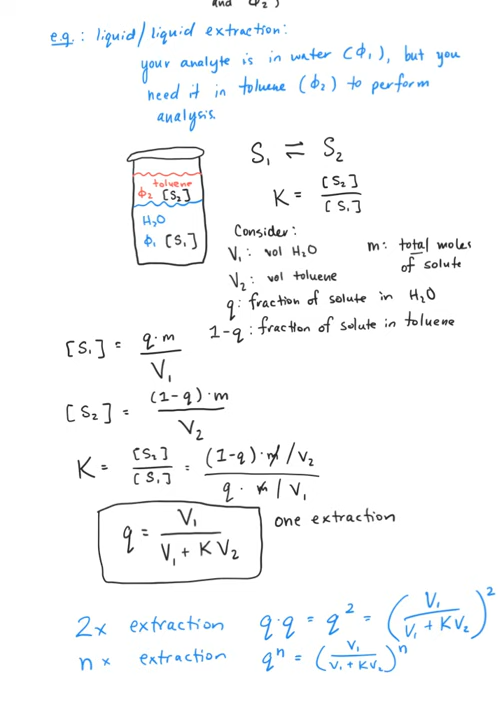 and Φ₂)
e.g.: liquid/liquid extraction:
your analyte is in water (Φ₁), but you
need it in toluene (Φ₂) to perform
analysis.
S₁ ⇌ S₂
toluene
Φ₂ [S₂]
H₂O
Φ₁ [S₁]
K = [S₂] / [S₁]
Consider:
V₁: vol H₂O m: total moles
of solute
V₂: vol toluene
q: fraction of solute in H₂O
1-q: fraction of solute in toluene
[S₁] = q·m / V₁
[S₂] = (1-q)·m / V₂
K = [S₂] / [S₁] = (1-q)·m/V₂ / q·m/V₁
q = V₁ / (V₁ + KV₂) one extraction
2x extraction q·q = q² = (V₁ / (V₁ + KV₂))²
nx extraction qⁿ = (V₁ / (V₁ + KV₂))ⁿ